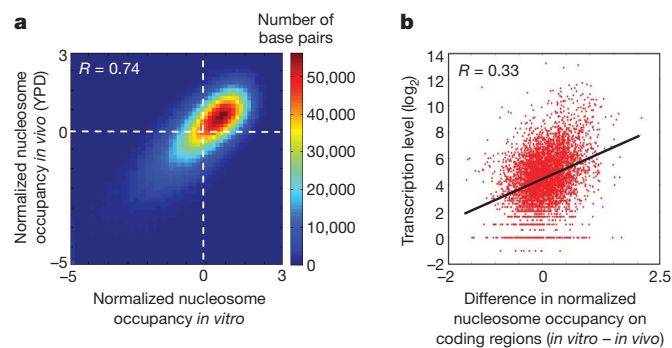 a
Number of
base pairs
R = 0.74
3
0
-5
Normalized nucleosome
occupancy in vivo (YPD)
-5
0
3
Normalized nucleosome
occupancy in vitro
50,000
40,000
30,000
20,000
10,000
0
b
R = 0.33
14
12
10
8
6
4
2
0
−2
Transcription level (log2)
−2
0
2.5
Difference in normalized
nucleosome occupancy on
coding regions (in vitro – in vivo)